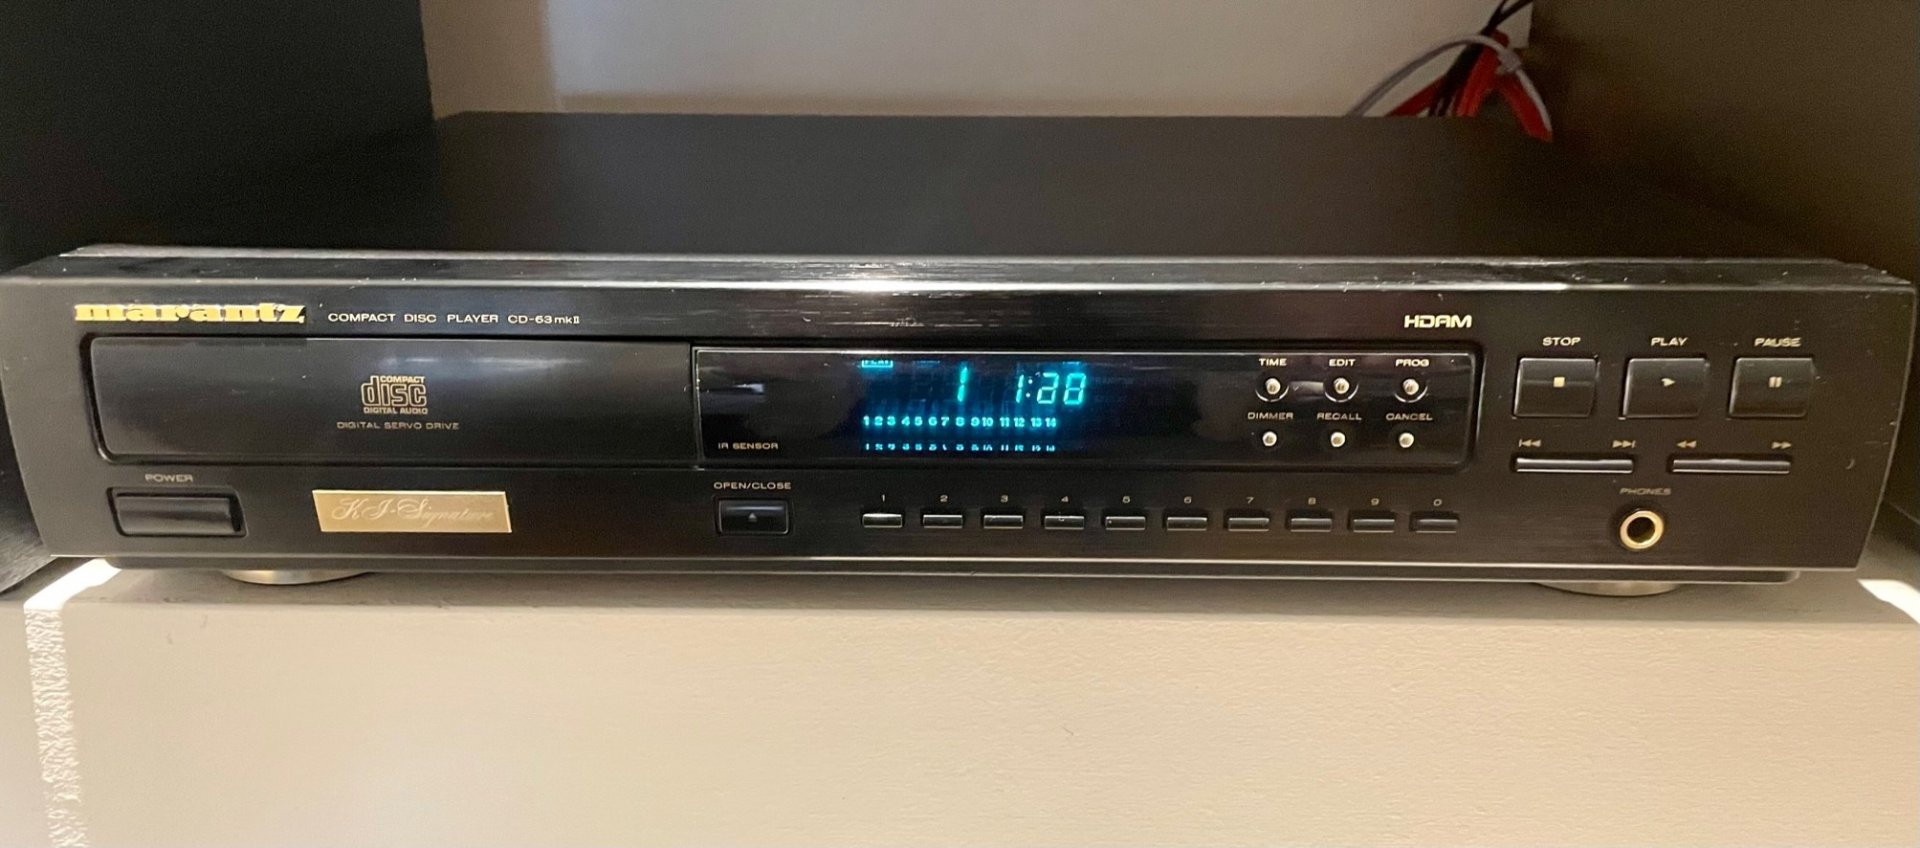 marantz COMPACT DISC PLAYER CD-63mkII
HDAM
STOP PLAY PAUSE
COMPACT
disc
DIGITAL AUDIO
DIGITAL SERVO DRIVE
1 1:28
1 2 3 4 5 6 7 8 9 10 11 12 13 14
IR SENSOR
TIME EDIT PROG
DIMMER RECALL CANCEL
POWER
KI-Signature
OPEN/CLOSE
1 2 3 4 5 6 7 8 9 0
PHONES